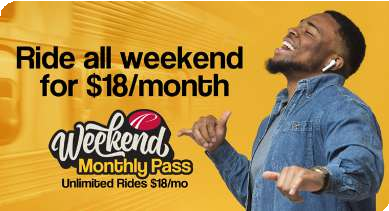 Ride all weekend
for $18/month
Weekend
Monthly Pass
Unlimited Rides $18/mo